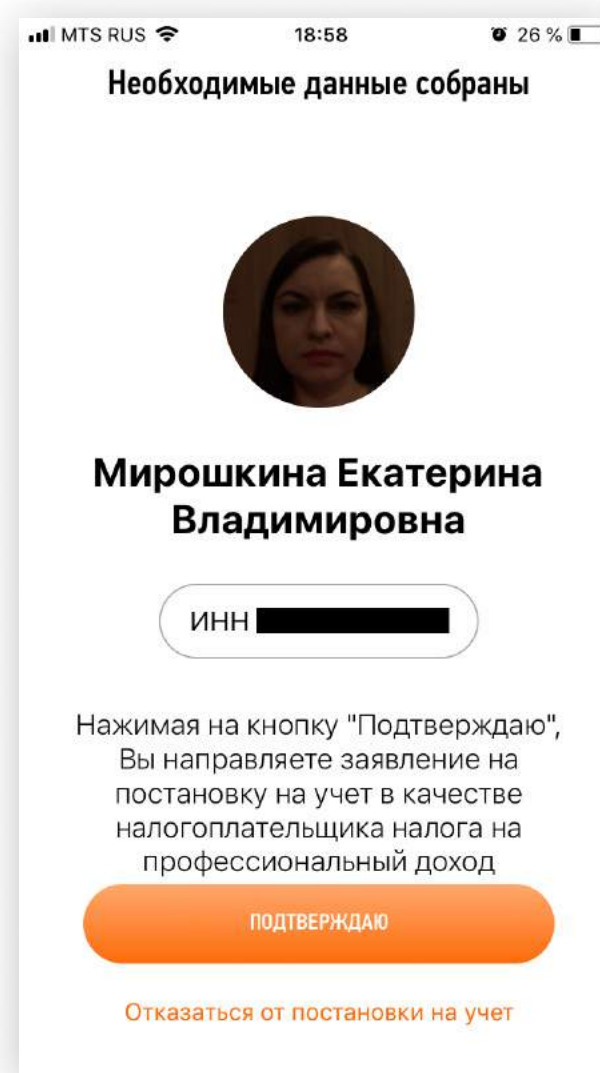 MTS RUS 18:58 26 %
Необходимые данные собраны
Мирошкина Екатерина
Владимировна
ИНН
Нажимая на кнопку "Подтверждаю",
Вы направляете заявление на
постановку на учет в качестве
налогоплательщика налога на
профессиональный доход
ПОДТВЕРЖДАЮ
Отказаться от постановки на учет